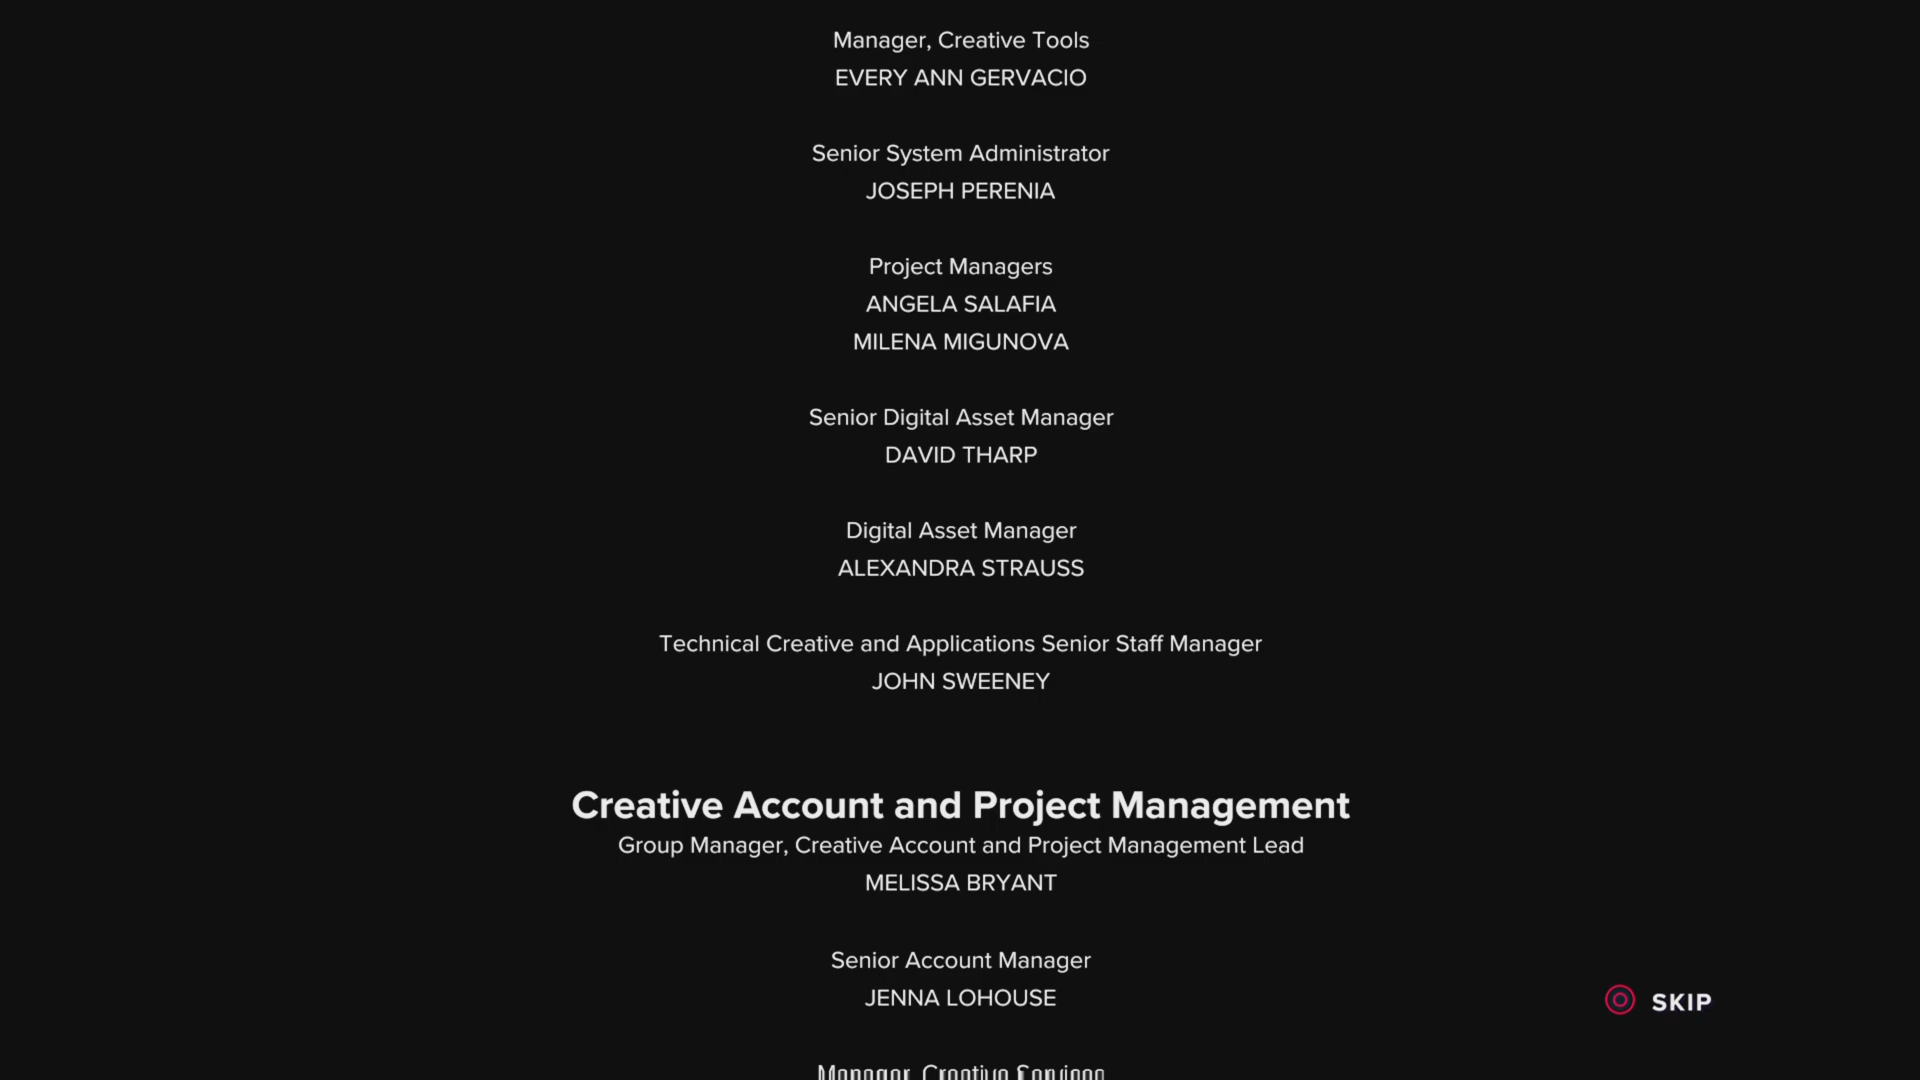 Manager, Creative Tools
EVERY ANN GERVACIO
Senior System Administrator
JOSEPH PERENIA
Project Managers
ANGELA SALAFIA
MILENA MIGUNOVA
Senior Digital Asset Manager
DAVID THARP
Digital Asset Manager
ALEXANDRA STRAUSS
Technical Creative and Applications Senior Staff Manager
JOHN SWEENEY
Creative Account and Project Management
Group Manager, Creative Account and Project Management Lead
MELISSA BRYANT
Senior Account Manager
JENNA LOHOUSE
SKIP
Manager, Creative Services